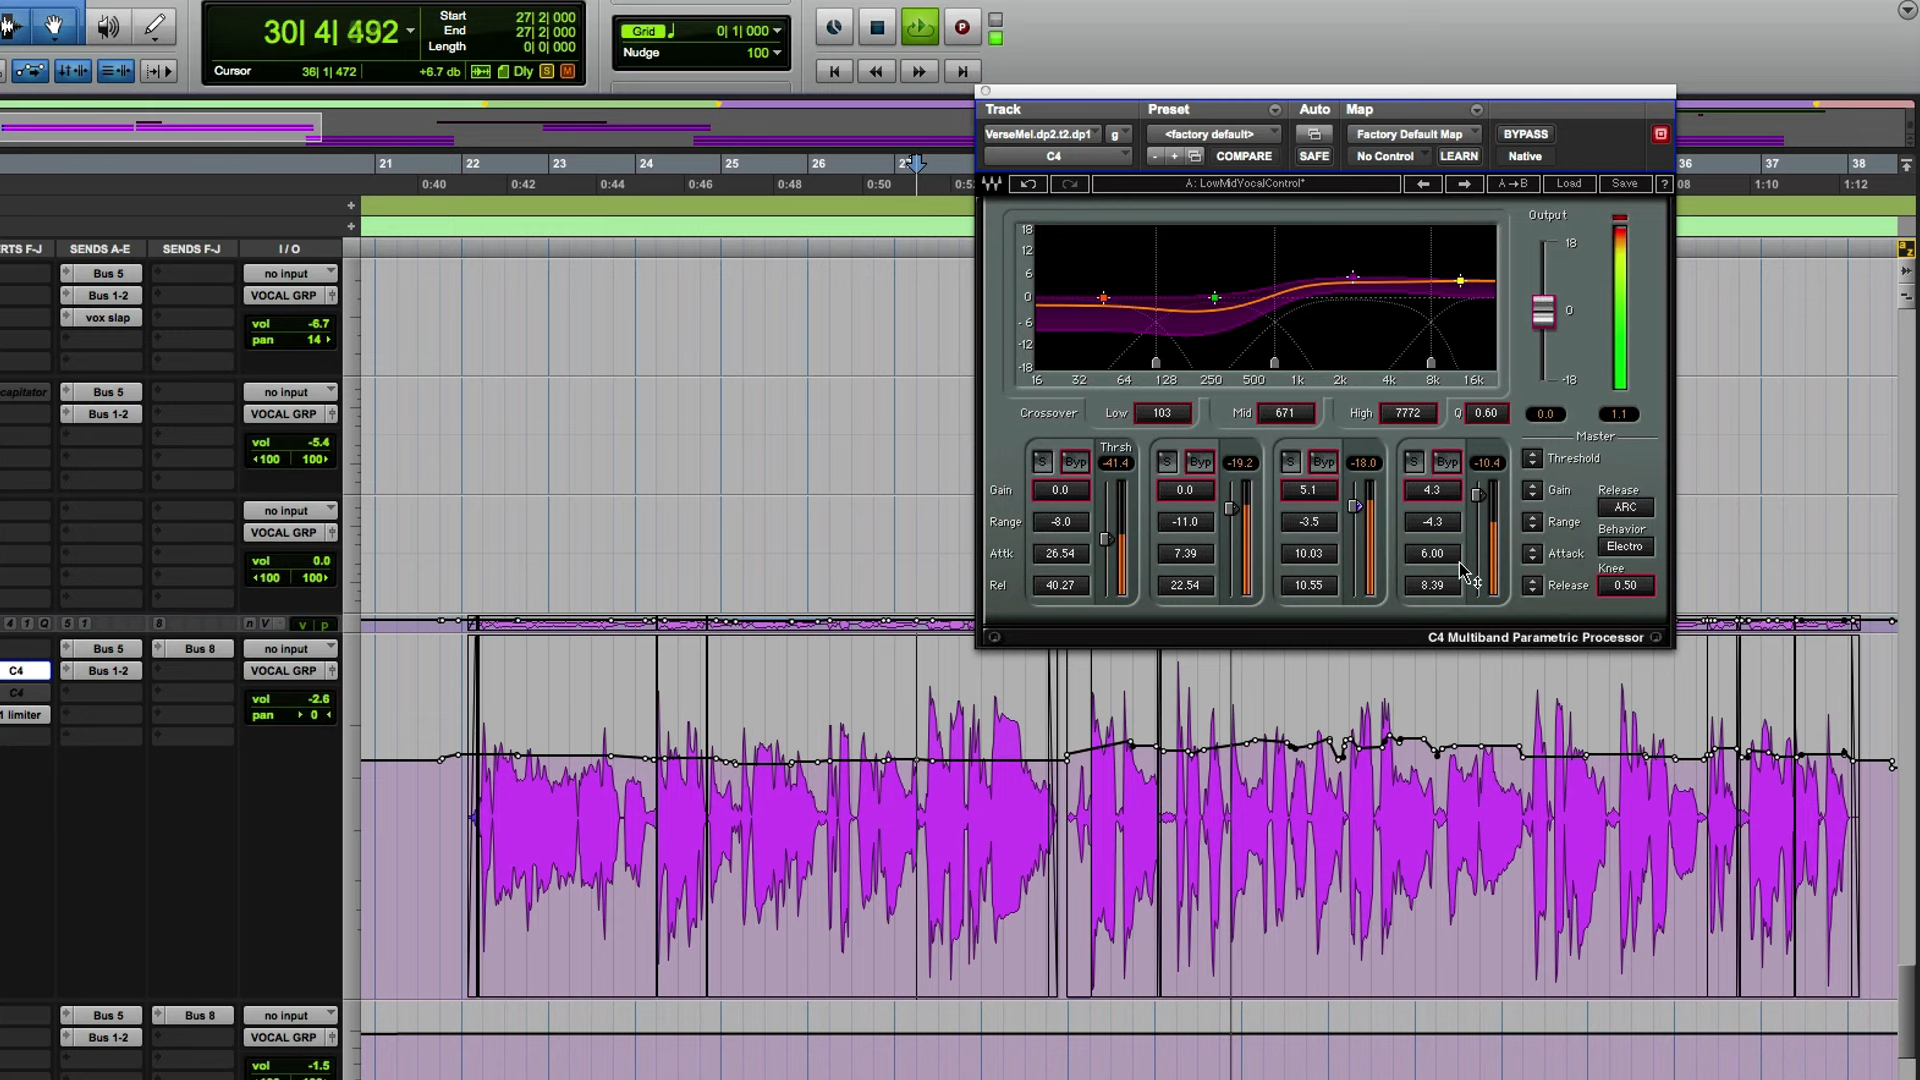 30| 4| 492
Start 27| 2| 000
End 27| 2| 000
Length 0| 0| 000
Cursor 36| 1| 472 +6.7 db Dly S M
Grid 0| 1| 000
Nudge 100
P
21 22 23 24 25 26 36 37 38
0:40 0:42 0:44 0:46 0:48 0:50 1:10 1:12
RTS F-J SENDS A-E SENDS F-J I / O
Bus 5 no input
Bus 1-2 VOCAL GRP
vox slap
vol -6.7
pan 14
capitator Bus 5 no input
Bus 1-2 VOCAL GRP
vol -5.4
100 100
no input
VOCAL GRP
vol 0.0
100 100
4 1 Q 5 1 8 n V v p
Bus 5 Bus 8 no input
C4 Bus 1-2 VOCAL GRP
C4 vol -2.6
1 limiter pan 0
Bus 5 Bus 8 no input
Bus 1-2 VOCAL GRP
vol -1.5
Track Preset Auto Map
VerseMel.dp2.t2.dp1 g <factory default> Factory Default Map BYPASS
C4 - + COMPARE SAFE No Control LEARN Native
A: LowMidVocalControl* A→B Load Save ?
Output
18
12
6
0
-6
-12
-18
16 32 64 128 250 500 1k 2k 4k 8k 16k
18
0
-18
Crossover Low 103 Mid 671 High 7772 Q 0.60 0.0 1.1
Master
Thrsh
S Byp -41.4 S Byp -19.2 S Byp -18.0 S Byp -10.4 Threshold
Gain 0.0 0.0 5.1 4.3 Gain Release
ARC
Range -8.0 -11.0 -3.5 -4.3 Range Behavior
Electro
Attk 26.54 7.39 10.03 6.00 Attack
Knee
Rel 40.27 22.54 10.55 8.39 Release 0.50
C4 Multiband Parametric Processor